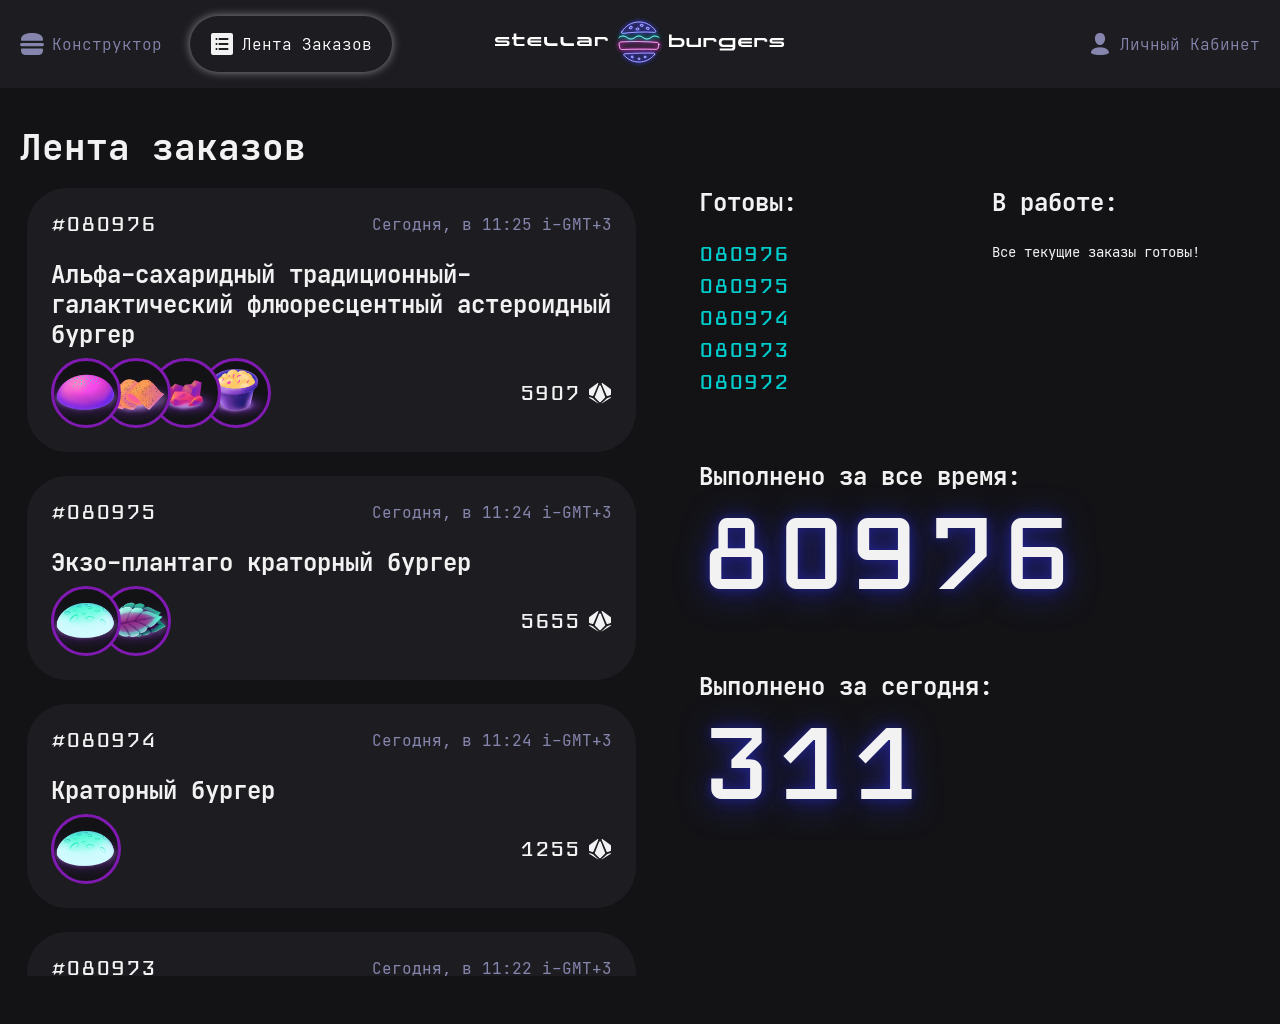 Конструктор
Лента Заказов
stellar burgers
Личный Кабинет
Лента заказов
#080976
Сегодня, в 11:25 i-GMT+3
Альфа-сахаридный традиционный-
галактический флюоресцентный астероидный
бургер
5907
#080975
Сегодня, в 11:24 i-GMT+3
Экзо-плантаго краторный бургер
5655
#080974
Сегодня, в 11:24 i-GMT+3
Краторный бургер
1255
#080973
Сегодня, в 11:22 i-GMT+3
Готовы:
080976
080975
080974
080973
080972
В работе:
Все текущие заказы готовы!
Выполнено за все время:
80976
Выполнено за сегодня:
311